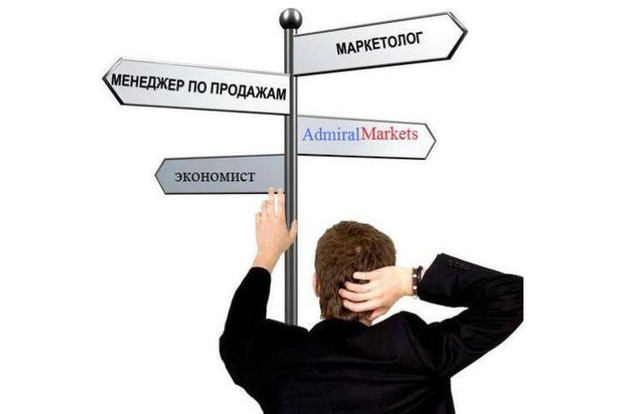 МАРКЕТОЛОГ
МЕНЕДЖЕР ПО ПРОДАЖАМ
AdmiralMarkets
ЭКОНОМИСТ